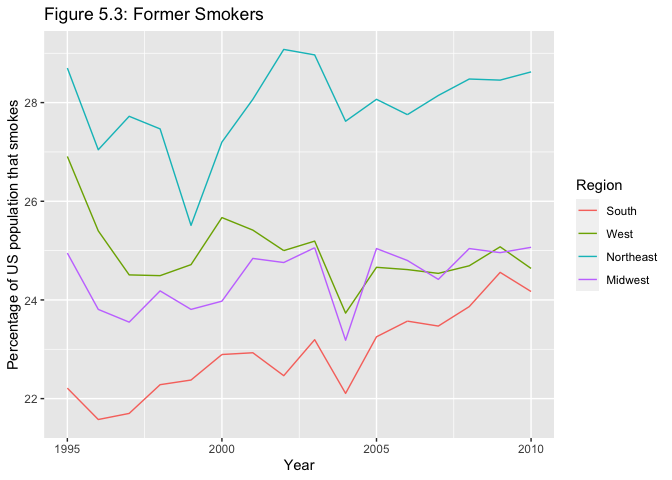 Figure 5.3: Former Smokers
Percentage of US population that smokes
28
26
24
22
1995
2000
2005
2010
Year
Region
South
West
Northeast
Midwest